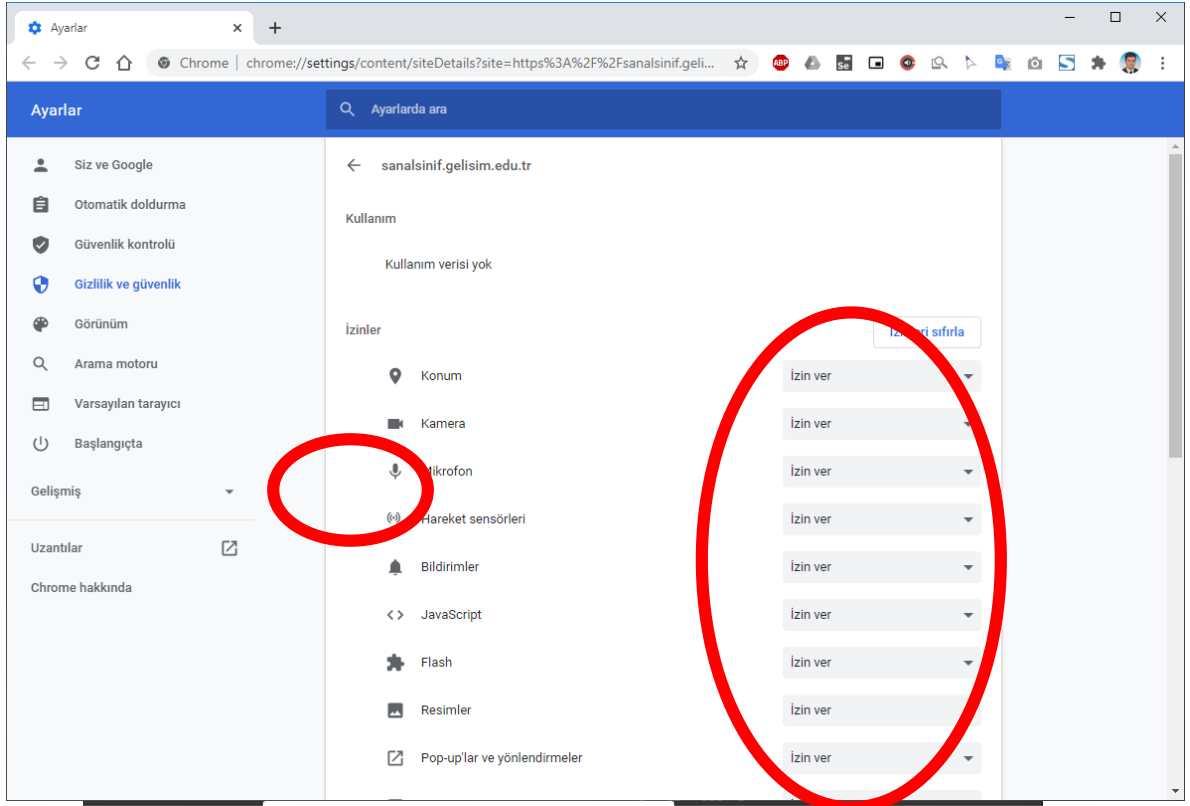 Ayarlar
Chrome | chrome://settings/content/siteDetails?site=https%3A%2F%2Fsanalsinif.geli...
ABP
Se
S
Ayarlar
Ayarlarda ara
Siz ve Google
Otomatik doldurma
Güvenlik kontrolü
Gizlilik ve güvenlik
Görünüm
Arama motoru
Varsayılan tarayıcı
Başlangıçta
Gelişmiş
Uzantılar
Chrome hakkında
sanalsinif.gelisim.edu.tr
Kullanım
Kullanım verisi yok
İzinler
İzinleri sıfırla
Konum İzin ver
Kamera İzin ver
Mikrofon İzin ver
Hareket sensörleri İzin ver
Bildirimler İzin ver
JavaScript İzin ver
Flash İzin ver
Resimler İzin ver
Pop-up'lar ve yönlendirmeler İzin ver